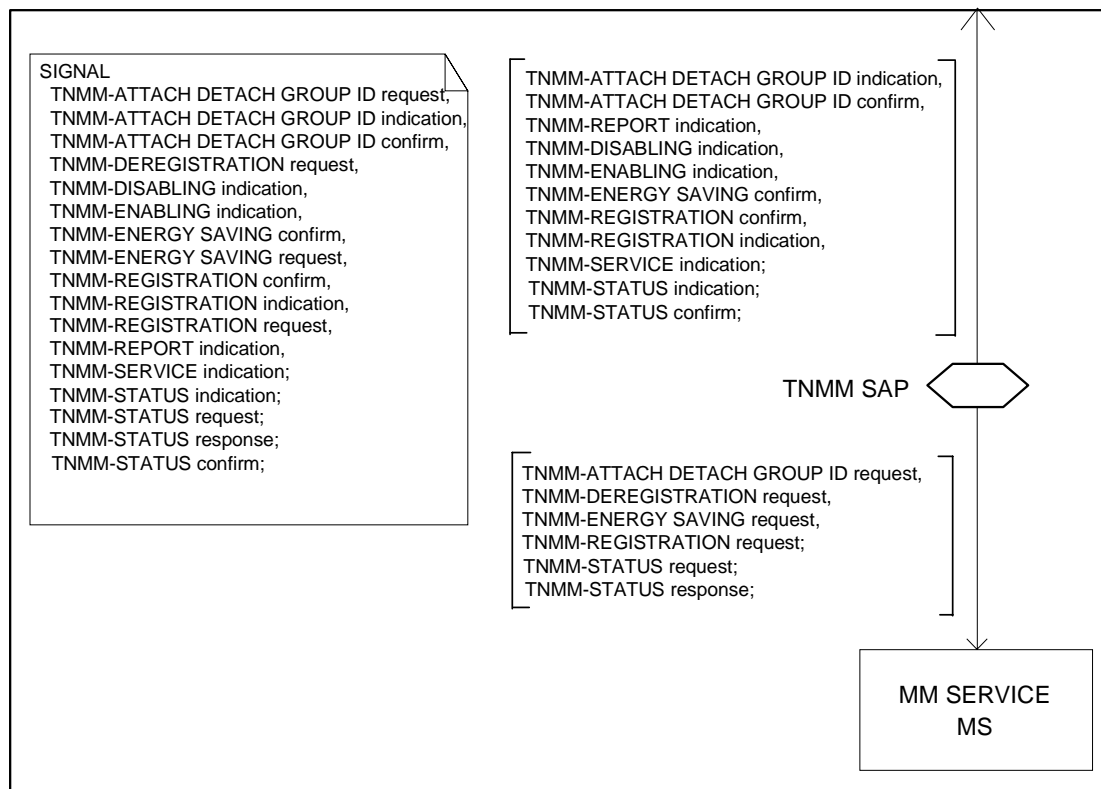 SIGNAL
TNMM-ATTACH DETACH GROUP ID request,
TNMM-ATTACH DETACH GROUP ID indication,
TNMM-ATTACH DETACH GROUP ID confirm,
TNMM-DEREGISTRATION request,
TNMM-DISABLING indication,
TNMM-ENABLING indication,
TNMM-ENERGY SAVING confirm,
TNMM-ENERGY SAVING request,
TNMM-REGISTRATION confirm,
TNMM-REGISTRATION indication,
TNMM-REGISTRATION request,
TNMM-REPORT indication,
TNMM-SERVICE indication;
TNMM-STATUS indication;
TNMM-STATUS request;
TNMM-STATUS response;
TNMM-STATUS confirm;
TNMM-ATTACH DETACH GROUP ID indication,
TNMM-ATTACH DETACH GROUP ID confirm,
TNMM-REPORT indication,
TNMM-DISABLING indication,
TNMM-ENABLING indication,
TNMM-ENERGY SAVING confirm,
TNMM-REGISTRATION confirm,
TNMM-REGISTRATION indication,
TNMM-SERVICE indication;
TNMM-STATUS indication;
TNMM-STATUS confirm;
TNMM SAP
TNMM-ATTACH DETACH GROUP ID request,
TNMM-DEREGISTRATION request,
TNMM-ENERGY SAVING request,
TNMM-REGISTRATION request;
TNMM-STATUS request;
TNMM-STATUS response;
MM SERVICE
MS